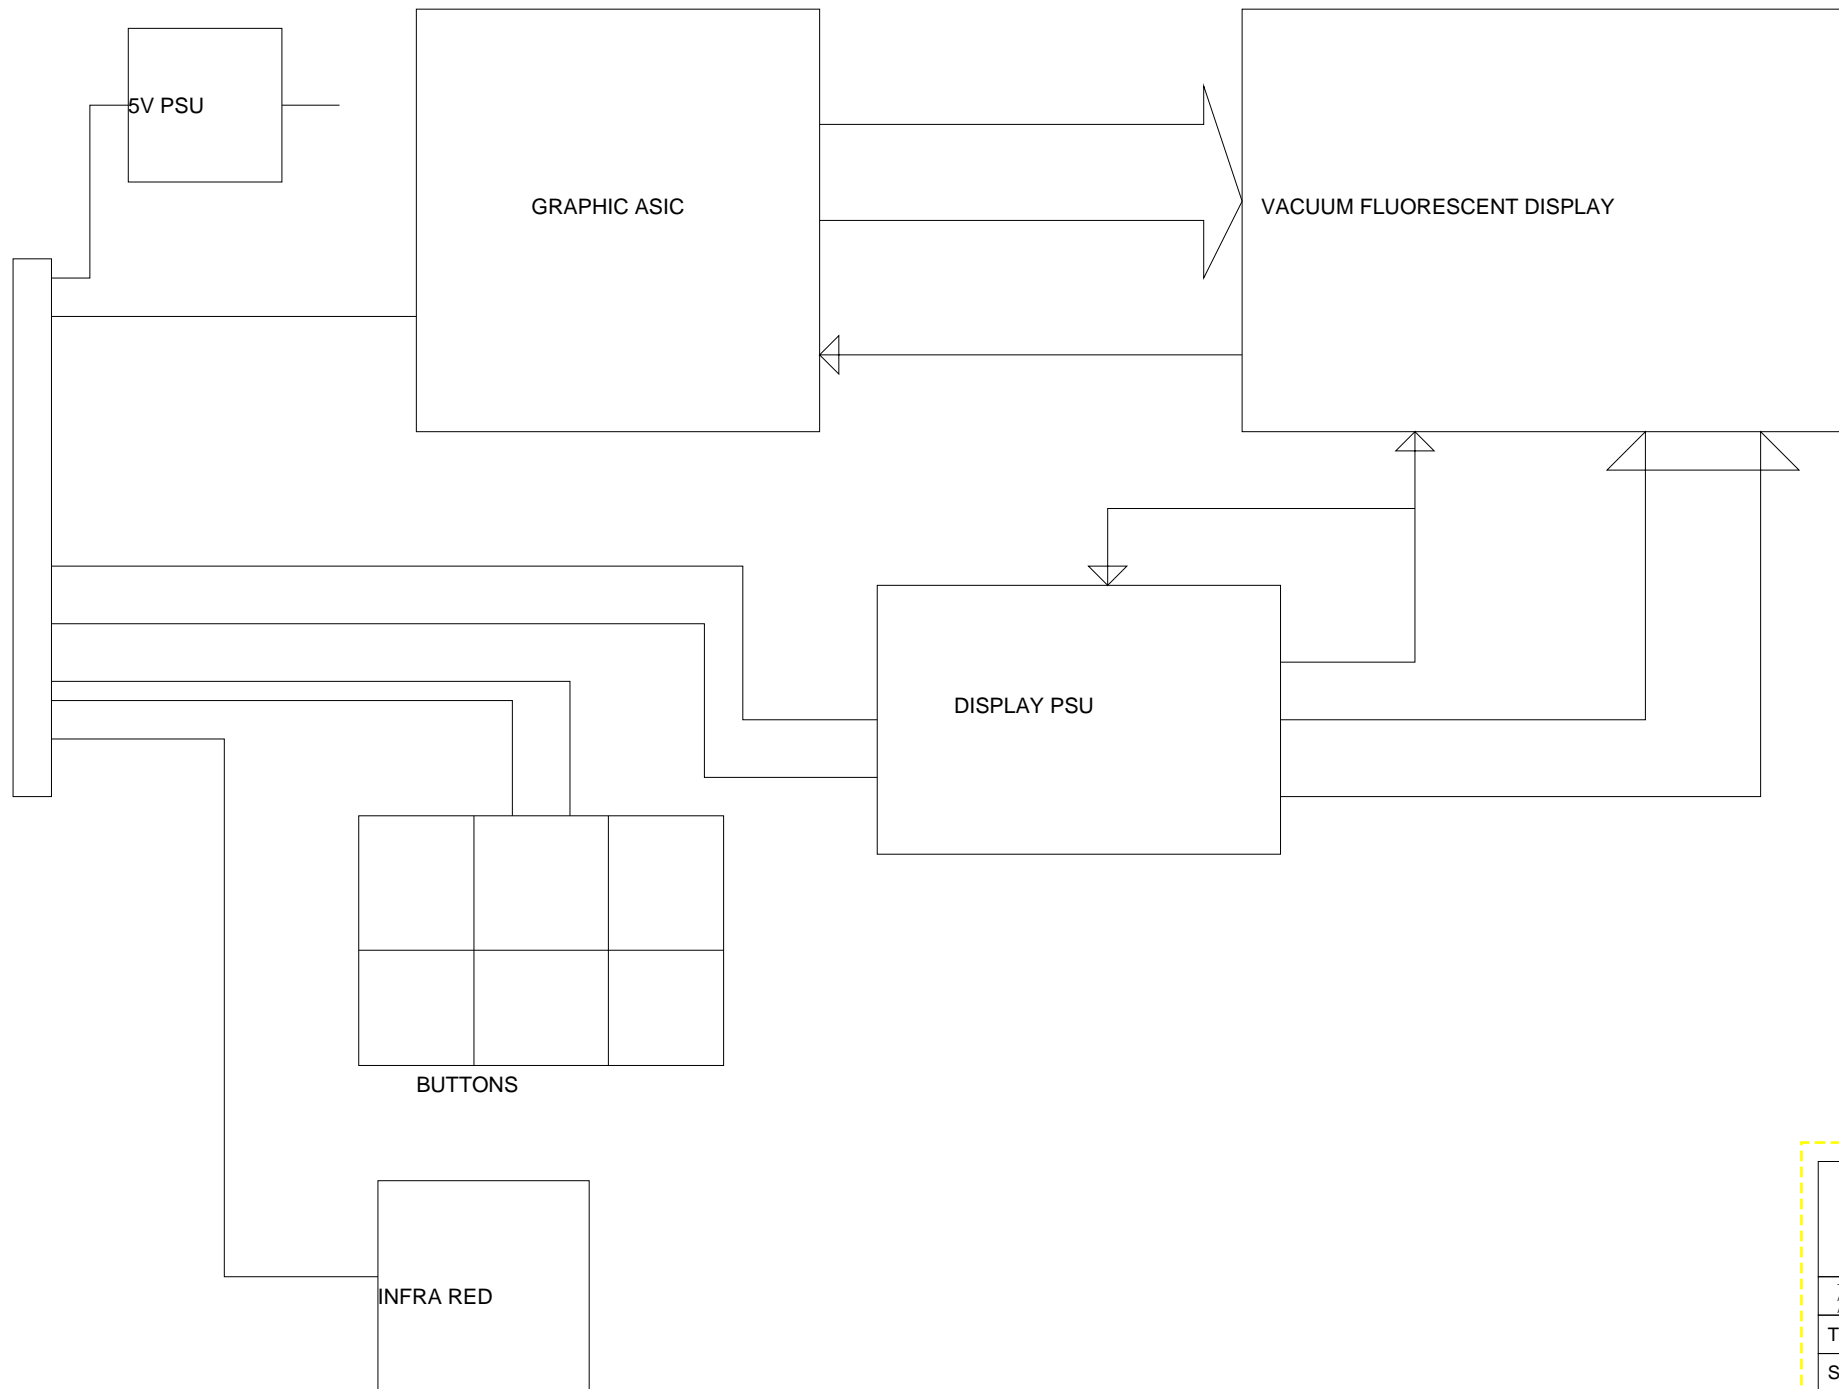 5V PSU
GRAPHIC ASIC
VACUUM FLUORESCENT DISPLAY
DISPLAY PSU
BUTTONS
INFRA RED
T
S